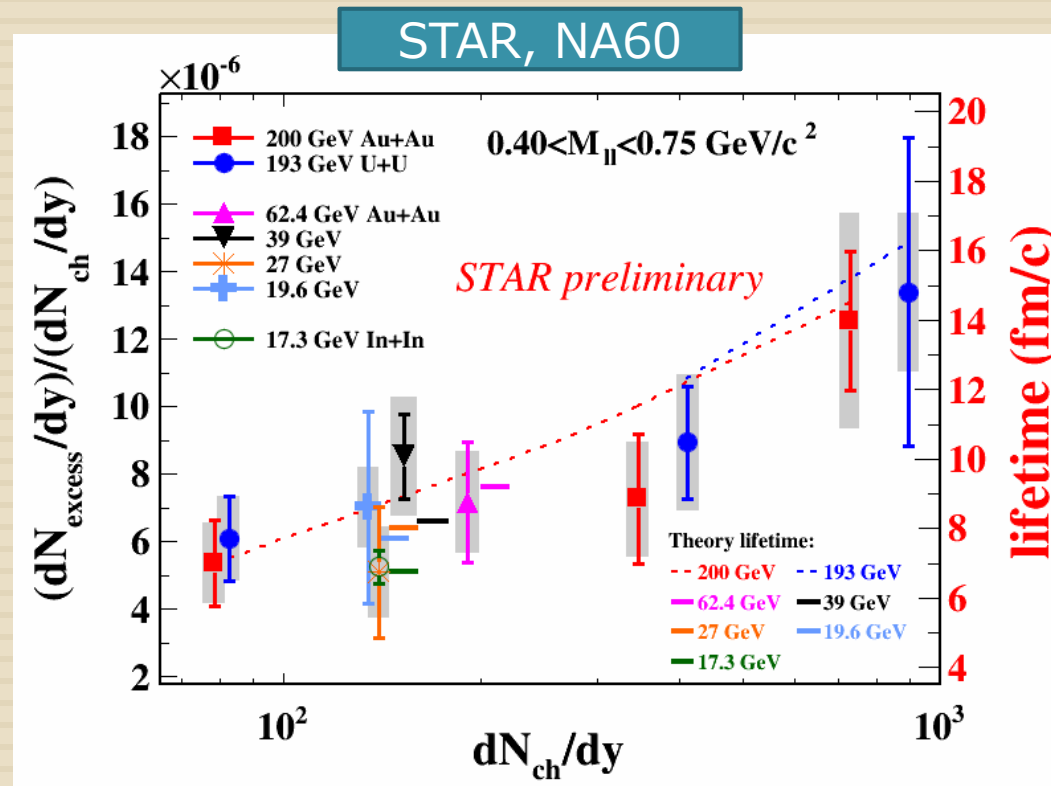 STAR, NA60
×10⁻⁶
200 GeV Au+Au
193 GeV U+U
62.4 GeV Au+Au
39 GeV
27 GeV
19.6 GeV
17.3 GeV In+In
0.40<M_ll<0.75 GeV/c ²
STAR preliminary
(dN_excess/dy)/(dN_ch/dy)
18
16
14
12
10
8
6
4
2
20
18
16
14
12
10
8
6
4
lifetime (fm/c)
Theory lifetime:
200 GeV 193 GeV
62.4 GeV 39 GeV
27 GeV 19.6 GeV
17.3 GeV
10² 10³
dN_ch/dy